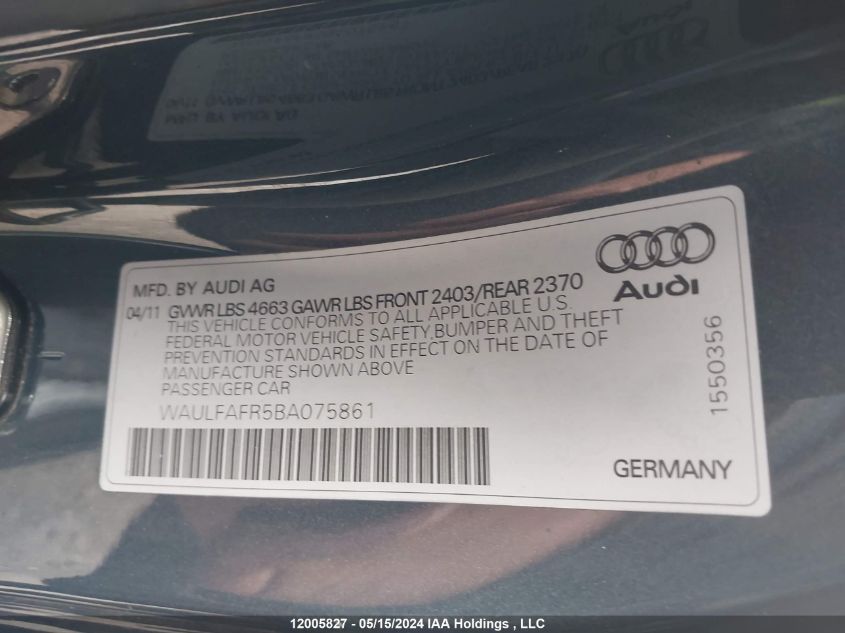 MFD. BY AUDI AG
04/11 GVWR LBS 4663 GAWR LBS FRONT 2403/REAR 2370
THIS VEHICLE CONFORMS TO ALL APPLICABLE U.S.
FEDERAL MOTOR VEHICLE SAFETY,BUMPER AND THEFT
PREVENTION STANDARDS IN EFFECT ON THE DATE OF
MANUFACTURE SHOWN ABOVE
PASSENGER CAR
WAULFAFR5BA075861
Audi
1550356
GERMANY
12005827 - 05/15/2024 IAA Holdings , LLC